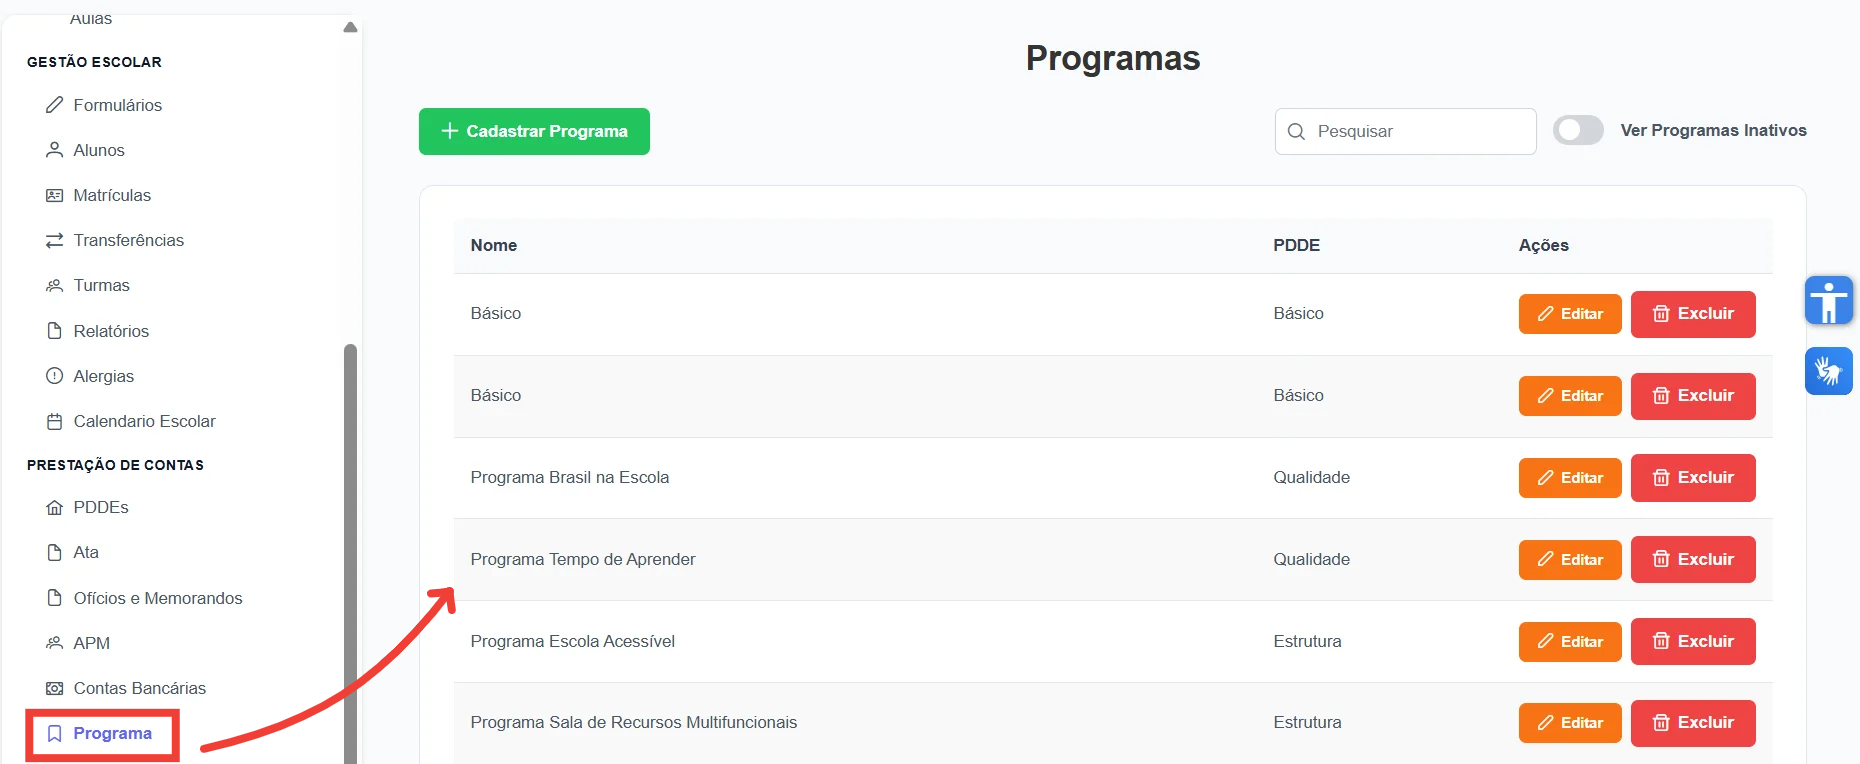 Aulas
GESTÃO ESCOLAR
Formulários
Alunos
Matrículas
Transferências
Turmas
Relatórios
Alergias
Calendario Escolar
PRESTAÇÃO DE CONTAS
PDDEs
Ata
Ofícios e Memorandos
APM
Contas Bancárias
Programa
Programas
Cadastrar Programa
Pesquisar
Ver Programas Inativos
Nome PDDE Ações
Básico Básico Editar Excluir
Básico Básico Editar Excluir
Programa Brasil na Escola Qualidade Editar Excluir
Programa Tempo de Aprender Qualidade Editar Excluir
Programa Escola Acessível Estrutura Editar Excluir
Programa Sala de Recursos Multifuncionais Estrutura Editar Excluir